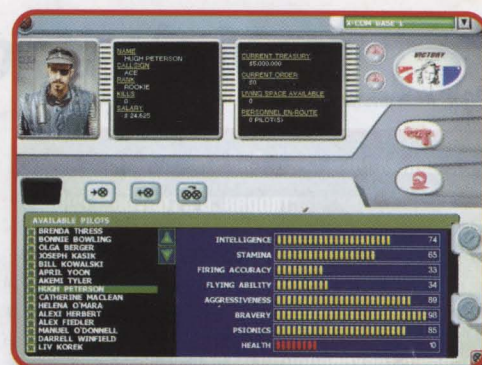 X-COM BASE 1
NAME
HUGH PETERSON
CALLSIGN
ACE
RANK
ROOKIE
KILLS
0
SALARY
£ 24,625
CURRENT TREASURY
£5,000,000
CURRENT ORDER
£0
LIVING SPACE AVAILABLE
0
PERSONNEL EN-ROUTE
0 PILOT(S)
VICTORY
AVAILABLE PILOTS
BRENDA THRESS
BONNIE BOWLING
OLGA BERGER
JOSEPH KASIK
BILL KOWALSKI
APRIL YOON
AKEMI TYLER
HUGH PETERSON
CATHERINE MACLEAN
HELENA O'MARA
ALEXI HERBERT
ALEX FIEDLER
MANUEL O'DONNELL
DARRELL WINFIELD
LIV KOREK
INTELLIGENCE 74
STAMINA 65
FIRING ACCURACY 33
FLYING ABILITY 34
AGGRESSIVENESS 89
BRAVERY 98
PSIONICS 85
HEALTH 10